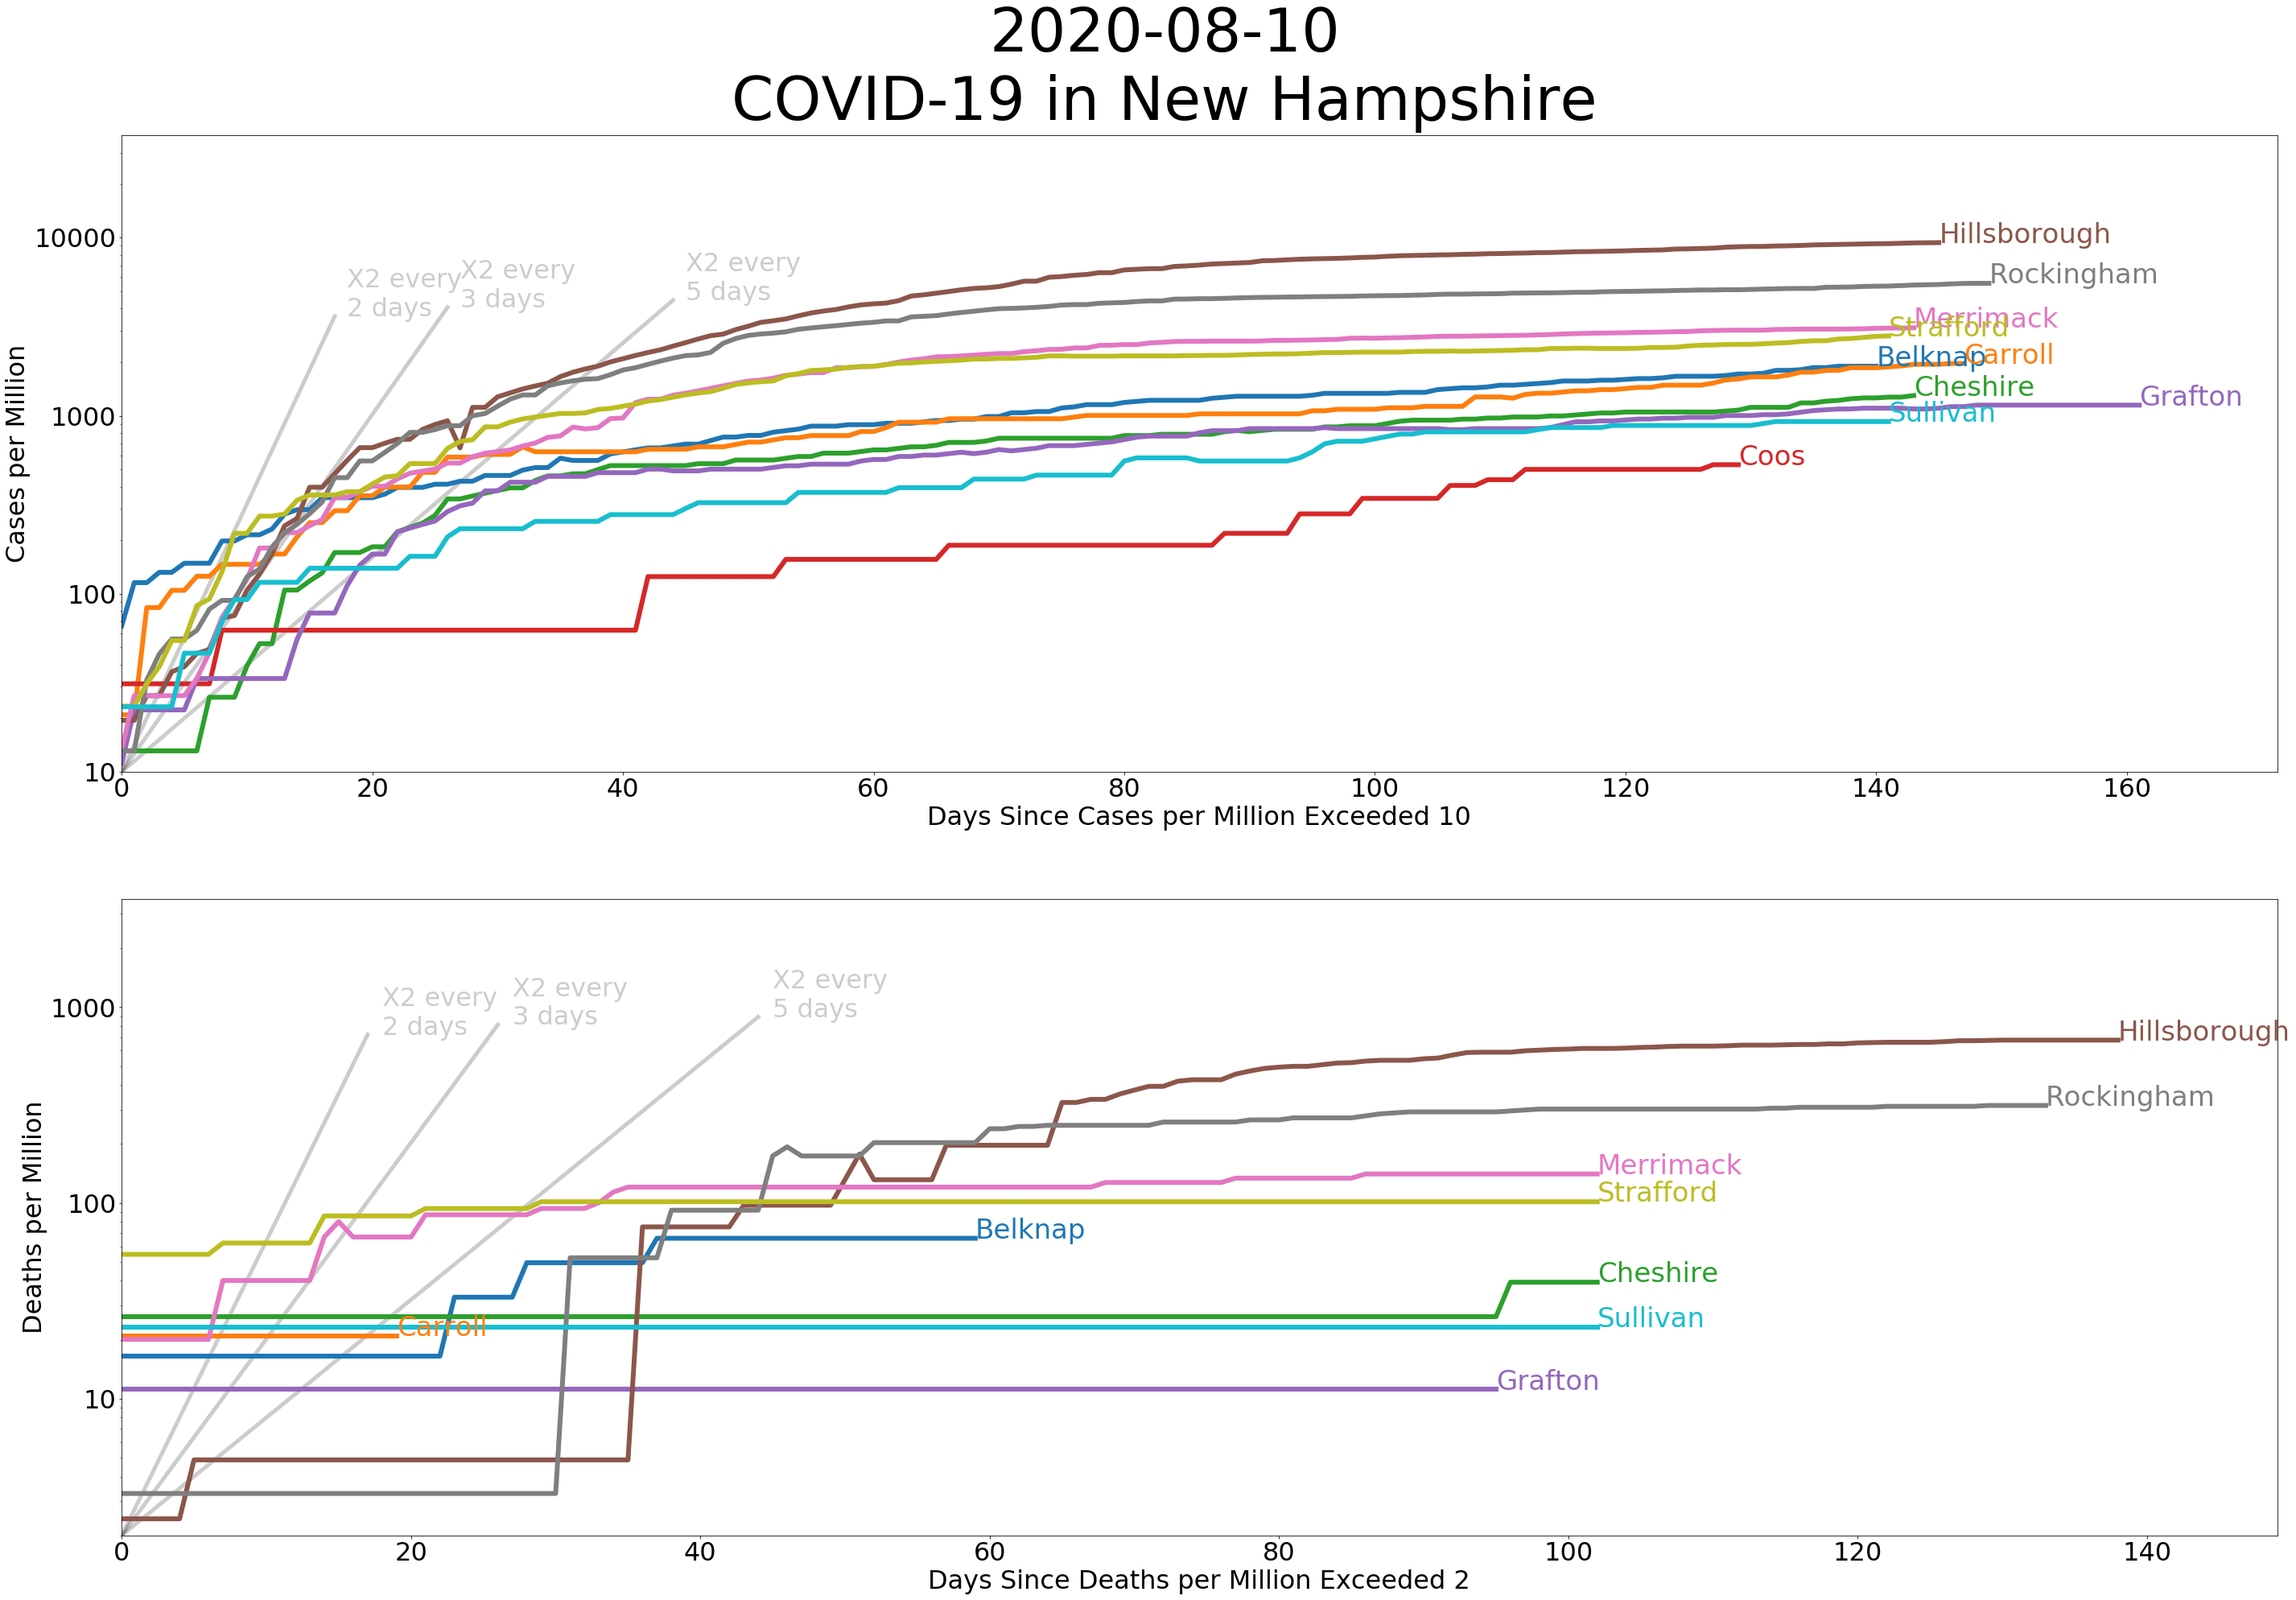 2020-08-10
COVID-19 in New Hampshire
Cases per Million
10000
1000
100
10
X2 every
2 days
X2 every
3 days
X2 every
5 days
Hillsborough
Rockingham
Merrimack
Strafford
Belknap
Carroll
Cheshire
Grafton
Sullivan
Coos
0 20 40 60 80 100 120 140 160
Days Since Cases per Million Exceeded 10
Deaths per Million
1000
100
10
X2 every
2 days
X2 every
3 days
X2 every
5 days
Hillsborough
Rockingham
Merrimack
Strafford
Belknap
Cheshire
Carroll
Sullivan
Grafton
0 20 40 60 80 100 120 140
Days Since Deaths per Million Exceeded 2